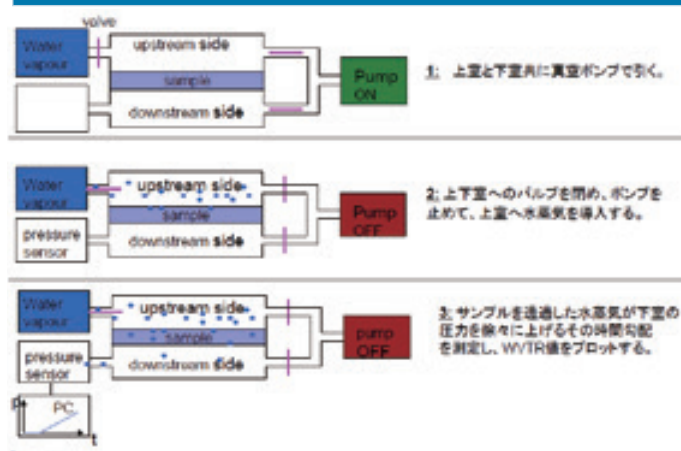 valve
Water
vapour
upstream side
sample
downstream side
Pump
ON
1: 上室と下室共に真空ポンプで引く。
Water
vapour
pressure
sensor
upstream side
sample
downstream side
Pump
OFF
2: 上下室へのバルブを閉め、ポンプを
止めて、上室へ水蒸気を導入する。
Water
vapour
pressure
sensor
upstream side
sample
downstream side
pump
OFF
3: サンプルを透過した水蒸気が下室の
圧力を徐々に上げるその時間勾配
を測定し、WVTR値をプロットする。
p
PC
t